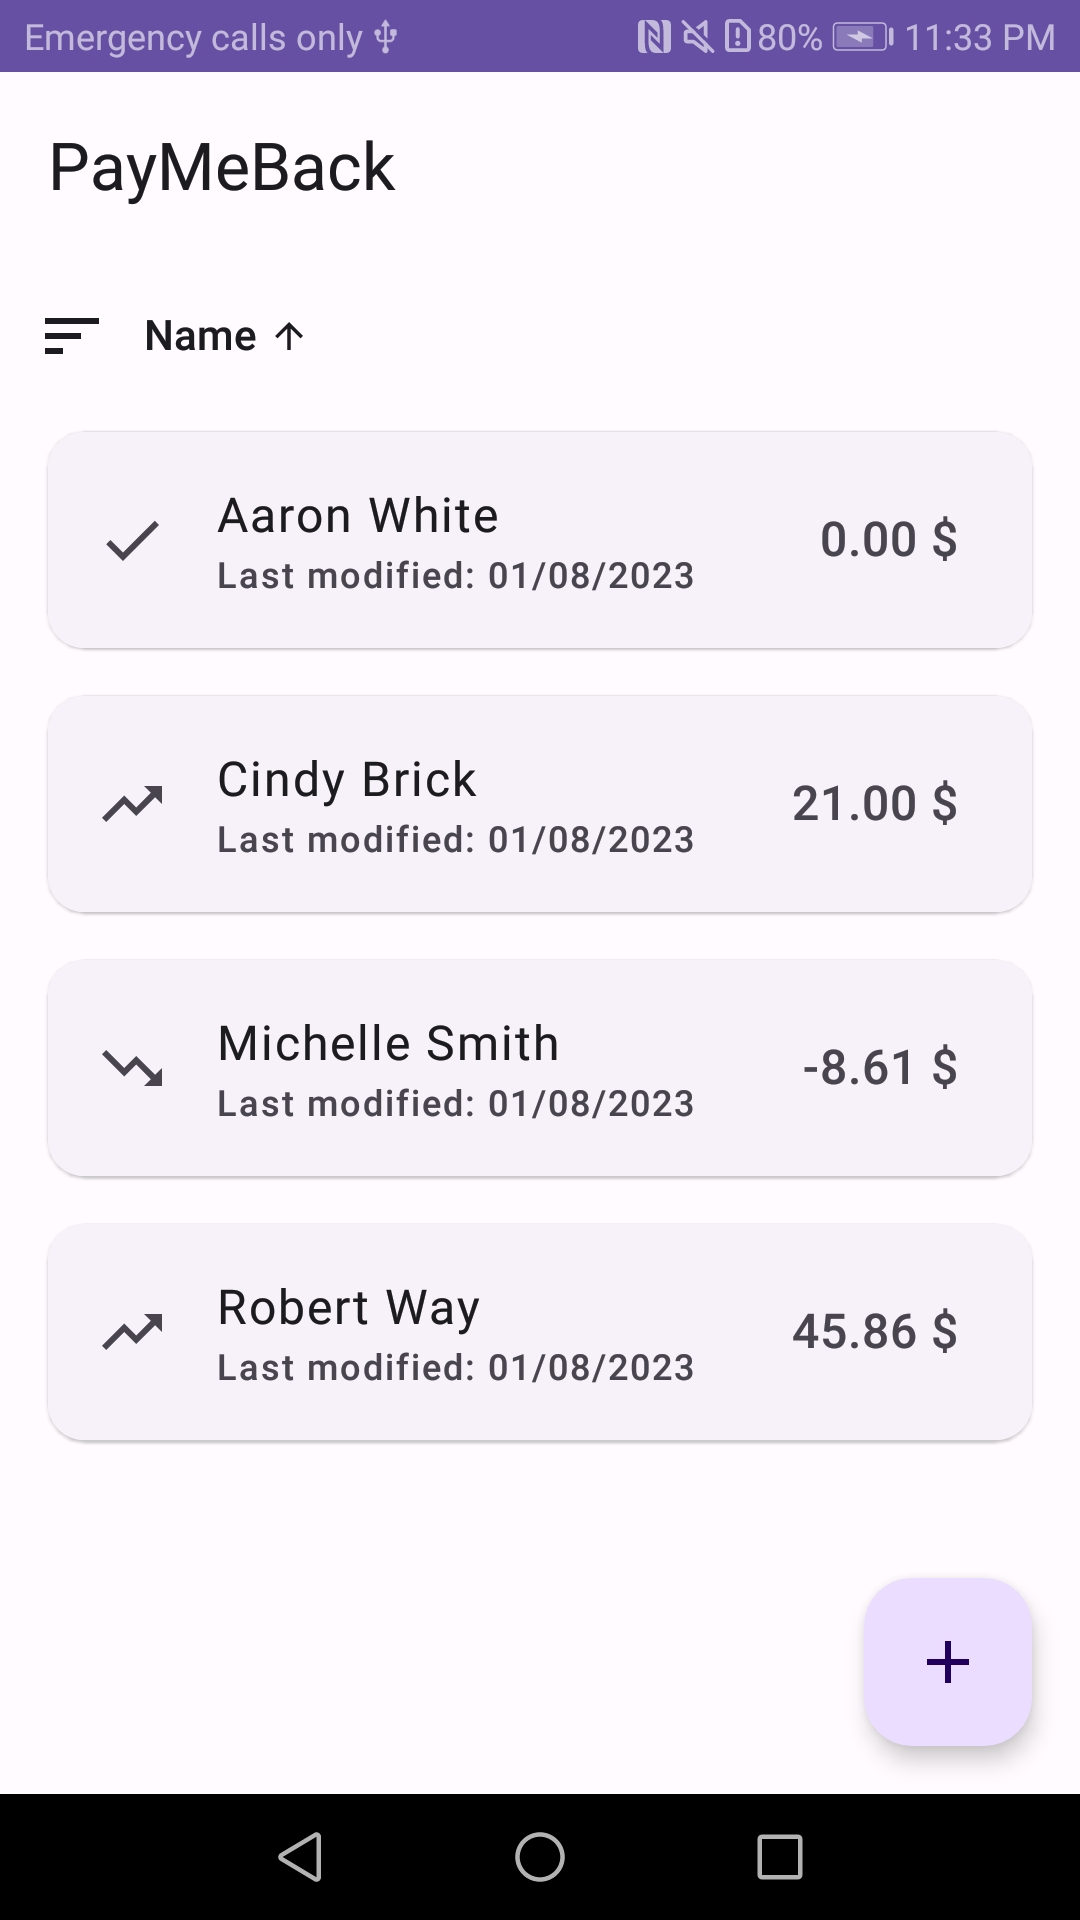 Emergency calls only 80% 11:33 PM
PayMeBack
Name
Aaron White
Last modified: 01/08/2023
0.00 $
Cindy Brick
Last modified: 01/08/2023
21.00 $
Michelle Smith
Last modified: 01/08/2023
-8.61 $
Robert Way
Last modified: 01/08/2023
45.86 $